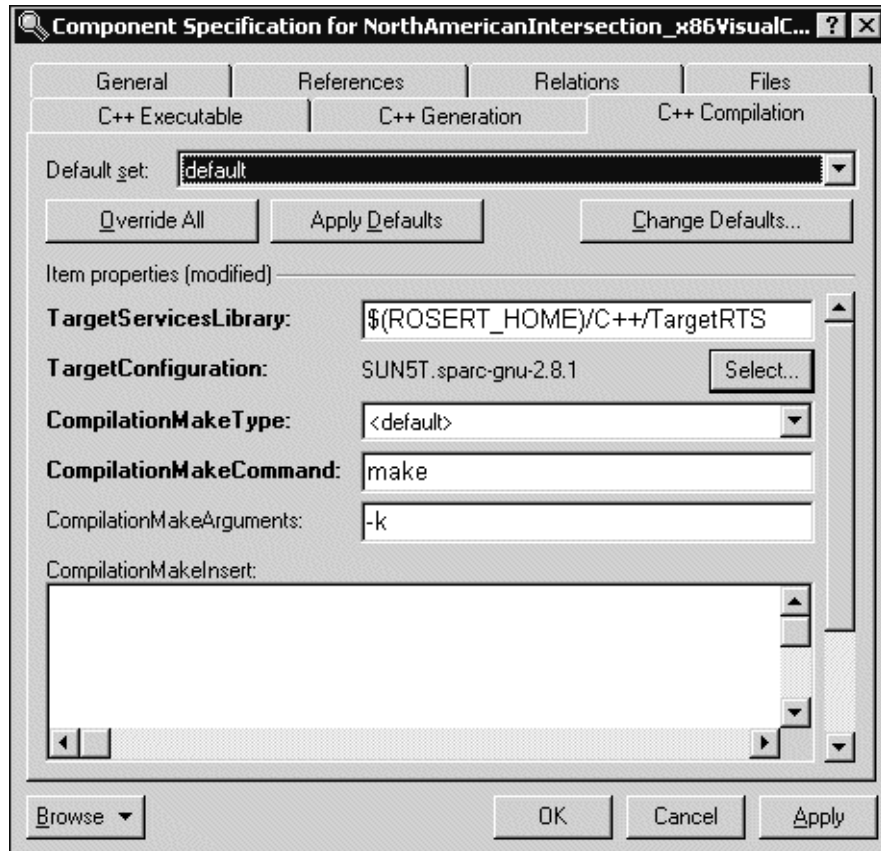 Component Specification for NorthAmericanIntersection_x86VisualC... ? X
General References Relations Files
C++ Executable C++ Generation C++ Compilation
Default set: default
Override All Apply Defaults Change Defaults...
Item properties (modified)
TargetServicesLibrary: $(ROSERT_HOME)/C++/TargetRTS
TargetConfiguration: SUN5T.sparc-gnu-2.8.1 Select...
CompilationMakeType: <default>
CompilationMakeCommand: make
CompilationMakeArguments: -k
CompilationMakeInsert:
Browse OK Cancel Apply